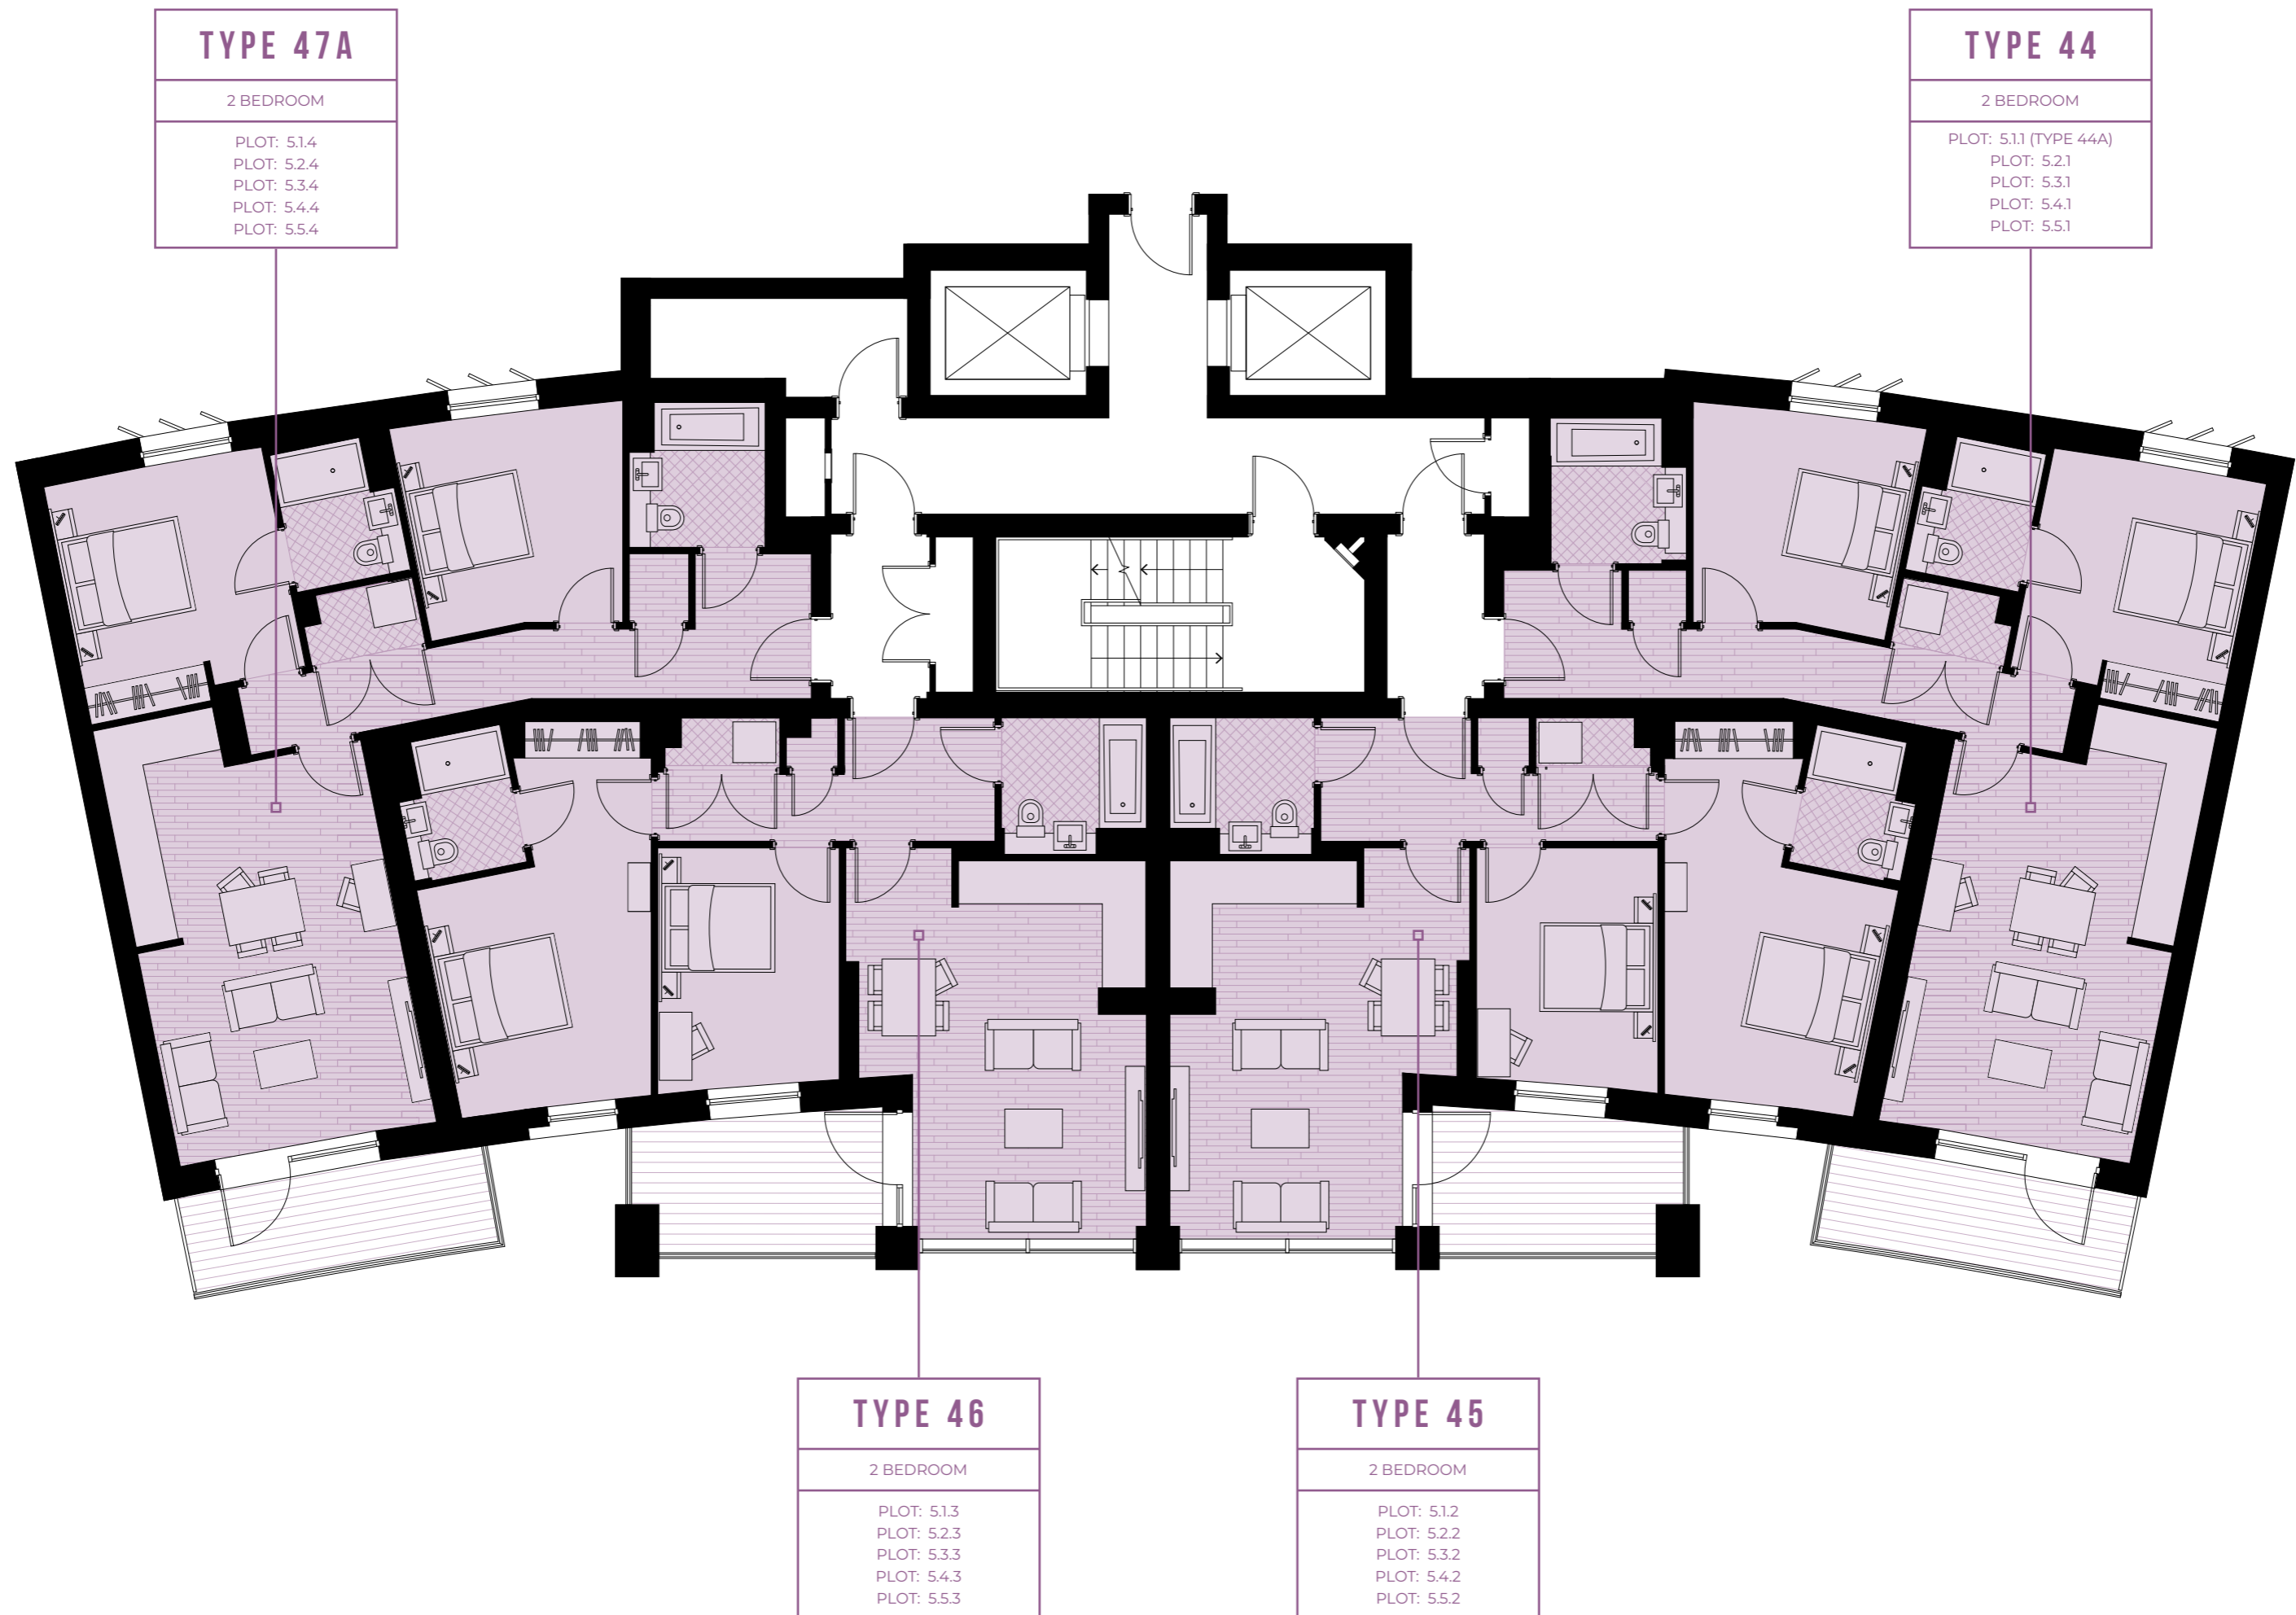 TYPE 47A
2 BEDROOM
PLOT: 5.1.4
PLOT: 5.2.4
PLOT: 5.3.4
PLOT: 5.4.4
PLOT: 5.5.4
TYPE 44
2 BEDROOM
PLOT: 5.1.1 (TYPE 44A)
PLOT: 5.2.1
PLOT: 5.3.1
PLOT: 5.4.1
PLOT: 5.5.1
TYPE 46
2 BEDROOM
PLOT: 5.1.3
PLOT: 5.2.3
PLOT: 5.3.3
PLOT: 5.4.3
PLOT: 5.5.3
TYPE 45
2 BEDROOM
PLOT: 5.1.2
PLOT: 5.2.2
PLOT: 5.3.2
PLOT: 5.4.2
PLOT: 5.5.2